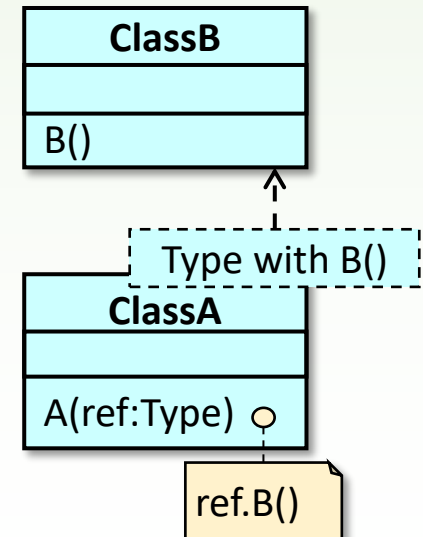 ClassB
B()
Type with B()
ClassA
A(ref:Type)
ref.B()